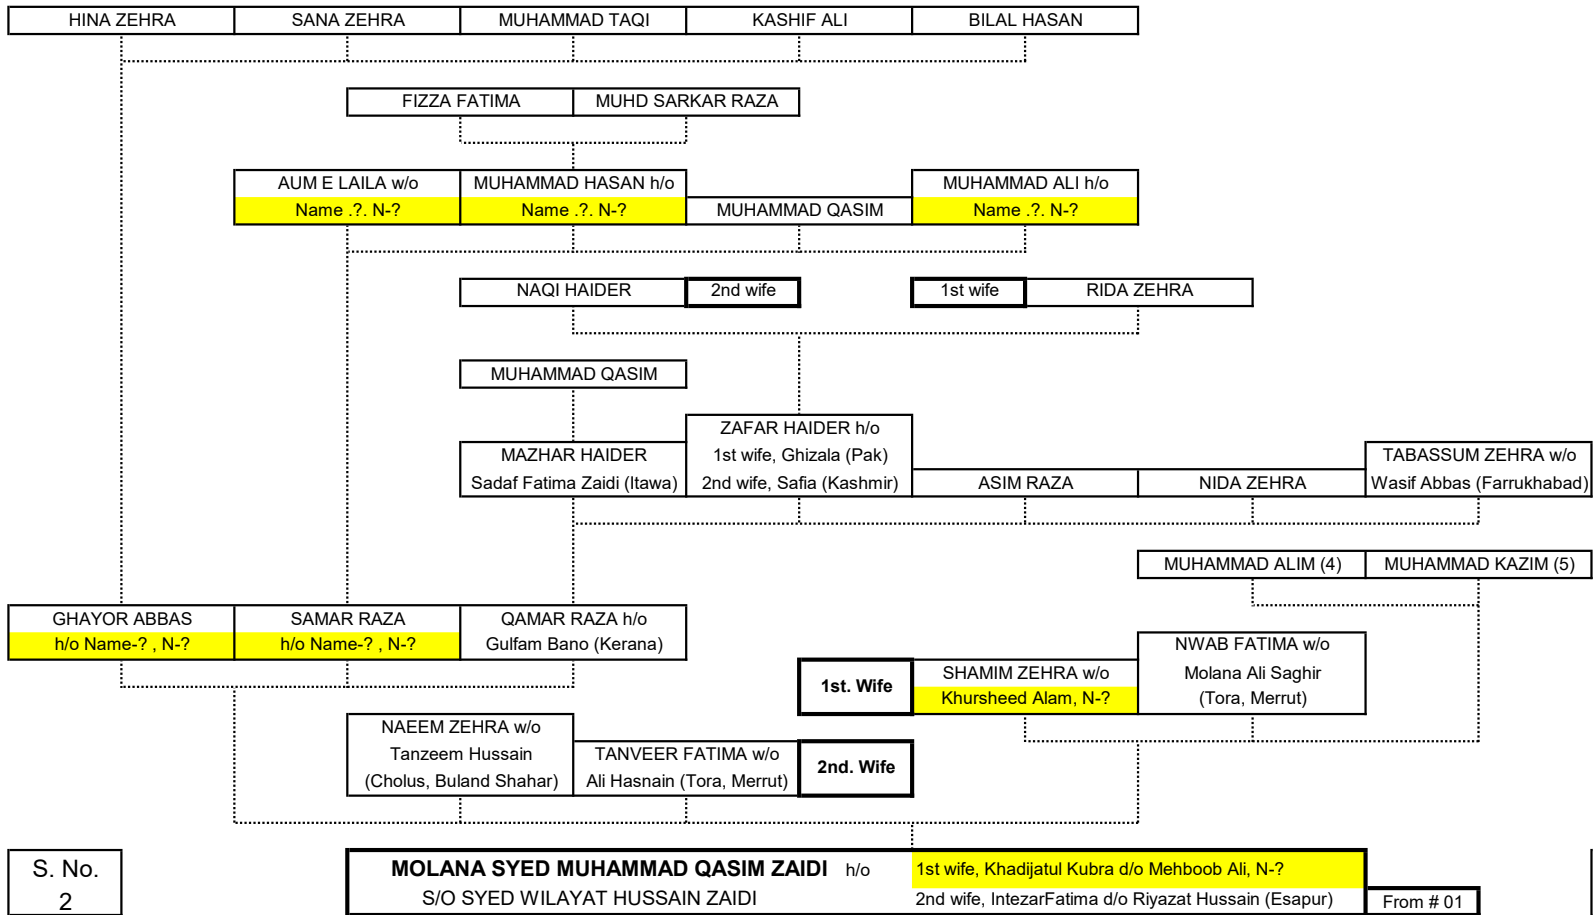 HINA ZEHRA SANA ZEHRA MUHAMMAD TAQI KASHIF ALI BILAL HASAN
FIZZA FATIMA MUHD SARKAR RAZA
AUM E LAILA w/o MUHAMMAD HASAN h/o MUHAMMAD ALI h/o
Name .?. N-? Name .?. N-? MUHAMMAD QASIM Name .?. N-?
NAQI HAIDER 2nd wife 1st wife RIDA ZEHRA
MUHAMMAD QASIM
ZAFAR HAIDER h/o
MAZHAR HAIDER 1st wife, Ghizala (Pak) TABASSUM ZEHRA w/o
Sadaf Fatima Zaidi (Itawa) 2nd wife, Safia (Kashmir) ASIM RAZA NIDA ZEHRA Wasif Abbas (Farrukhabad)
MUHAMMAD ALIM (4) MUHAMMAD KAZIM (5)
GHAYOR ABBAS SAMAR RAZA QAMAR RAZA h/o
h/o Name-? , N-? h/o Name-? , N-? Gulfam Bano (Kerana) NWAB FATIMA w/o
1st. Wife SHAMIM ZEHRA w/o Molana Ali Saghir
Khursheed Alam, N-? (Tora, Merrut)
NAEEM ZEHRA w/o
Tanzeem Hussain TANVEER FATIMA w/o 2nd. Wife
(Cholus, Buland Shahar) Ali Hasnain (Tora, Merrut)
S. No. MOLANA SYED MUHAMMAD QASIM ZAIDI h/o 1st wife, Khadijatul Kubra d/o Mehboob Ali, N-?
2 S/O SYED WILAYAT HUSSAIN ZAIDI 2nd wife, IntezarFatima d/o Riyazat Hussain (Esapur) From # 01